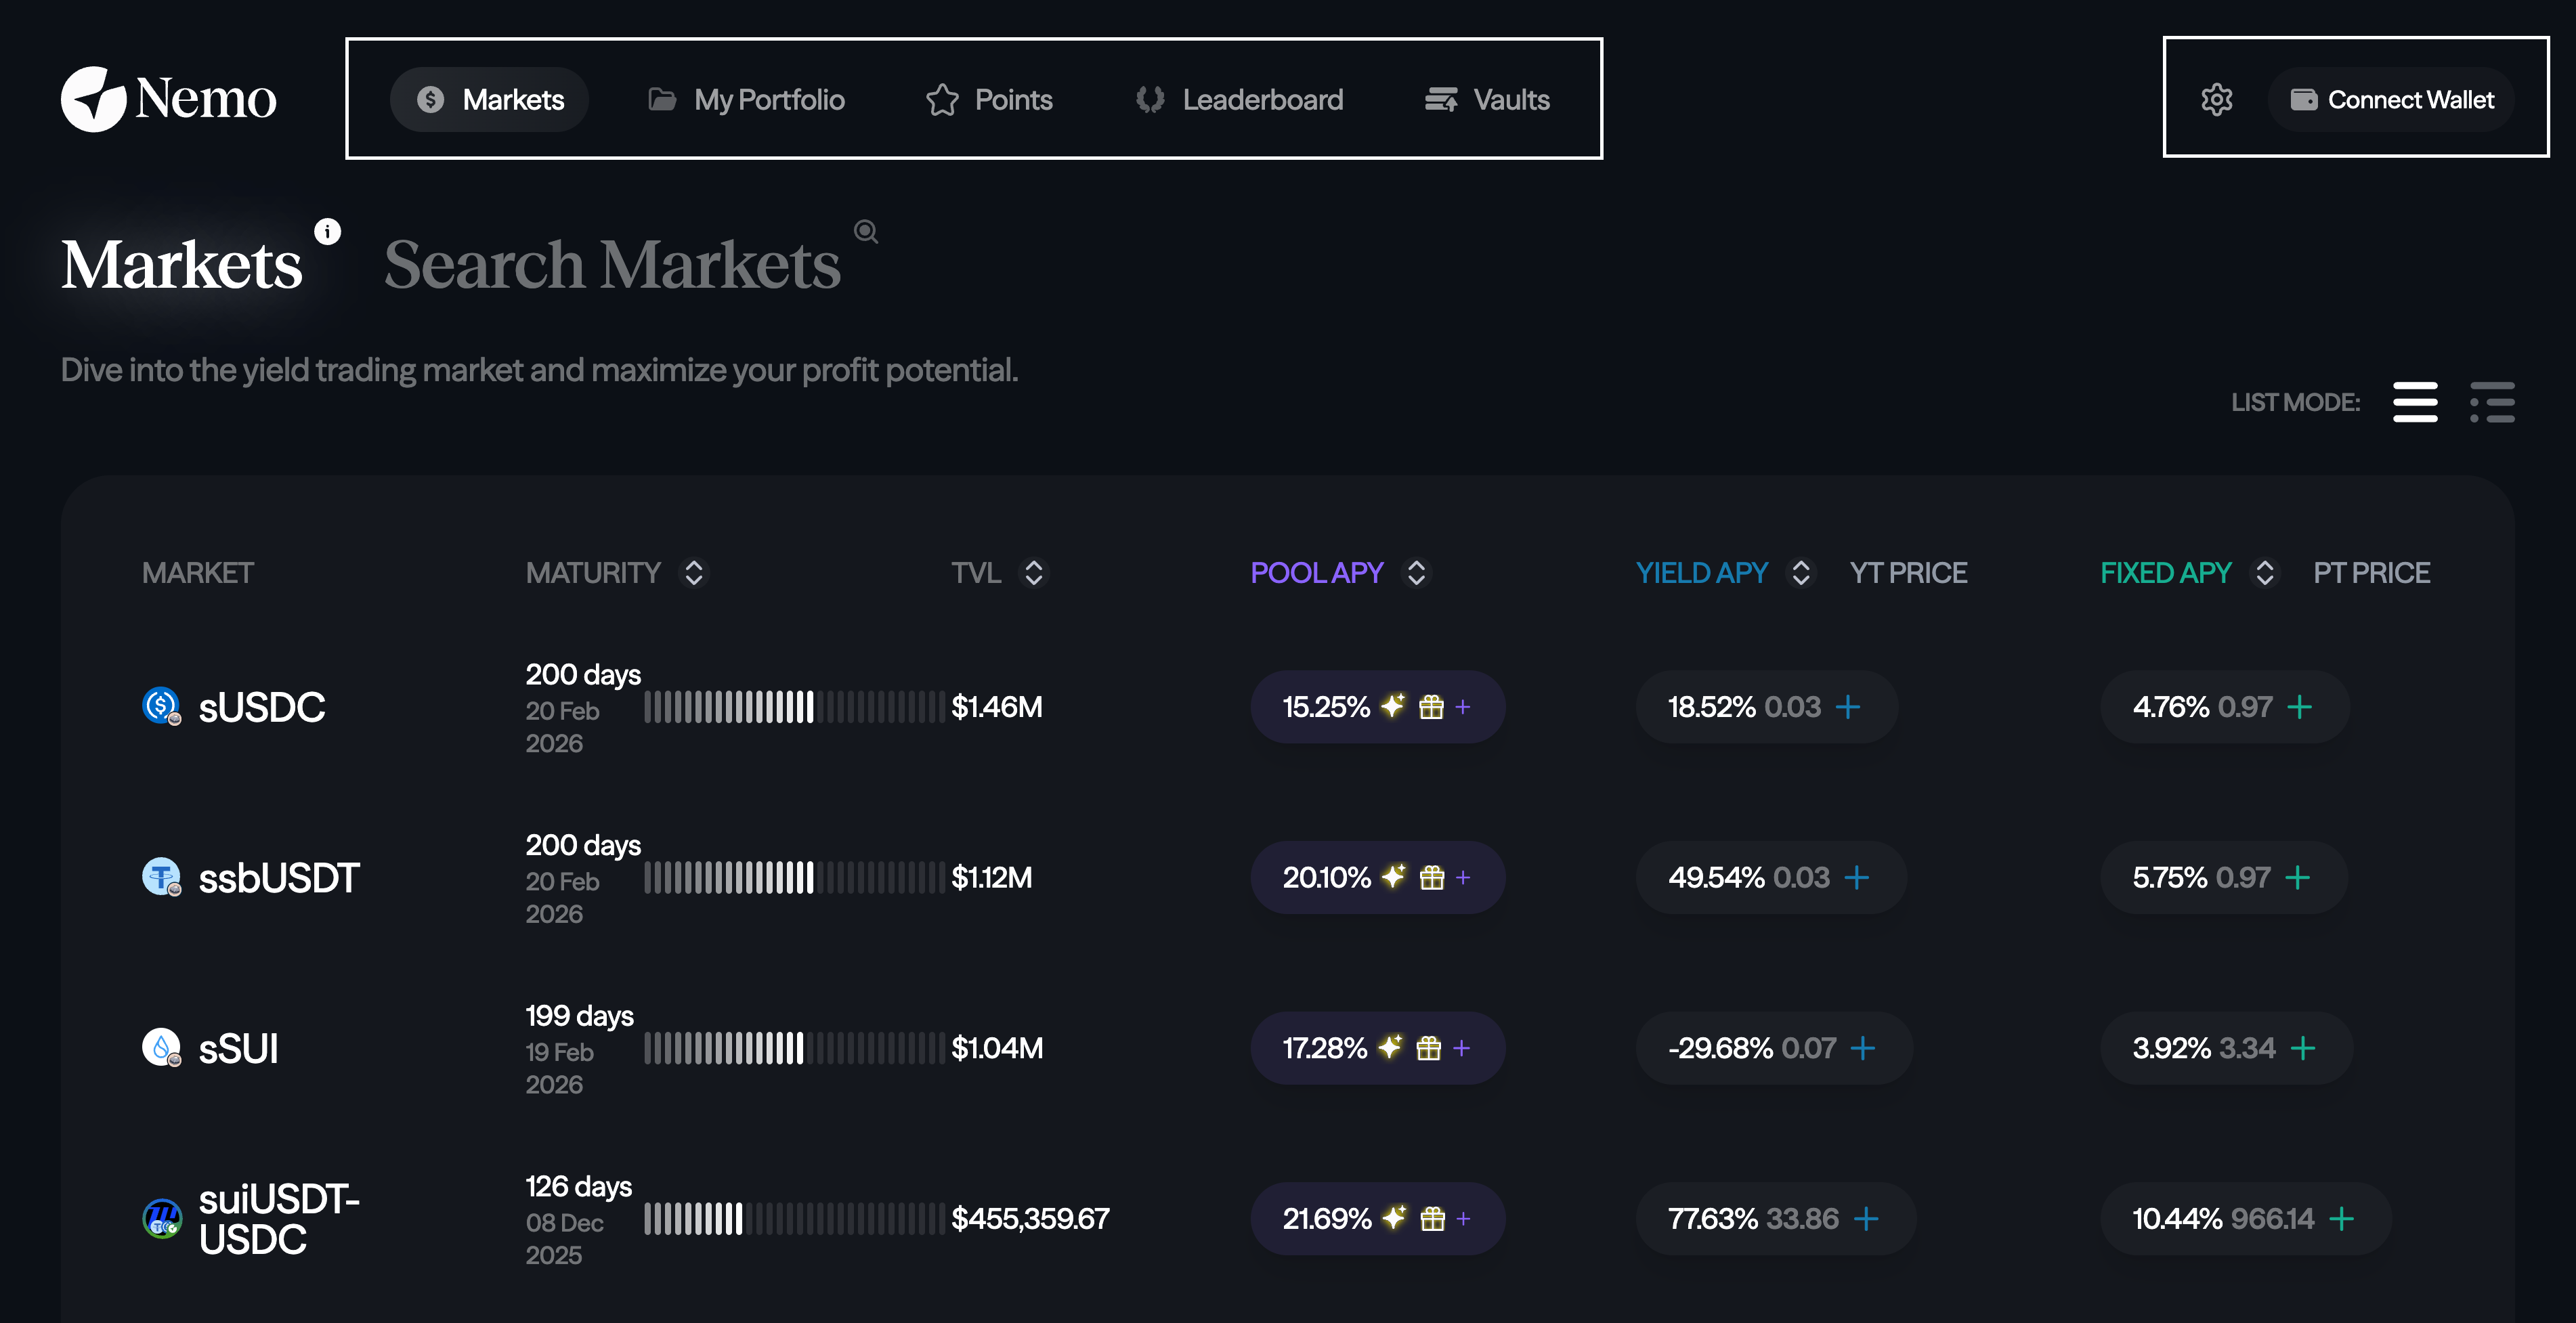 Nemo
Markets
My Portfolio
Points
Leaderboard
Vaults
Connect Wallet
Markets
Search Markets
Dive into the yield trading market and maximize your profit potential.
LIST MODE:
MARKET MATURITY TVL POOL APY YIELD APY YT PRICE FIXED APY PT PRICE
sUSDC
200 days
20 Feb
2026
$1.46M
15.25%
18.52% 0.03
4.76% 0.97
ssbUSDT
200 days
20 Feb
2026
$1.12M
20.10%
49.54% 0.03
5.75% 0.97
sSUI
199 days
19 Feb
2026
$1.04M
17.28%
-29.68% 0.07
3.92% 3.34
suiUSDT-
USDC
126 days
08 Dec
2025
$455,359.67
21.69%
77.63% 33.86
10.44% 966.14